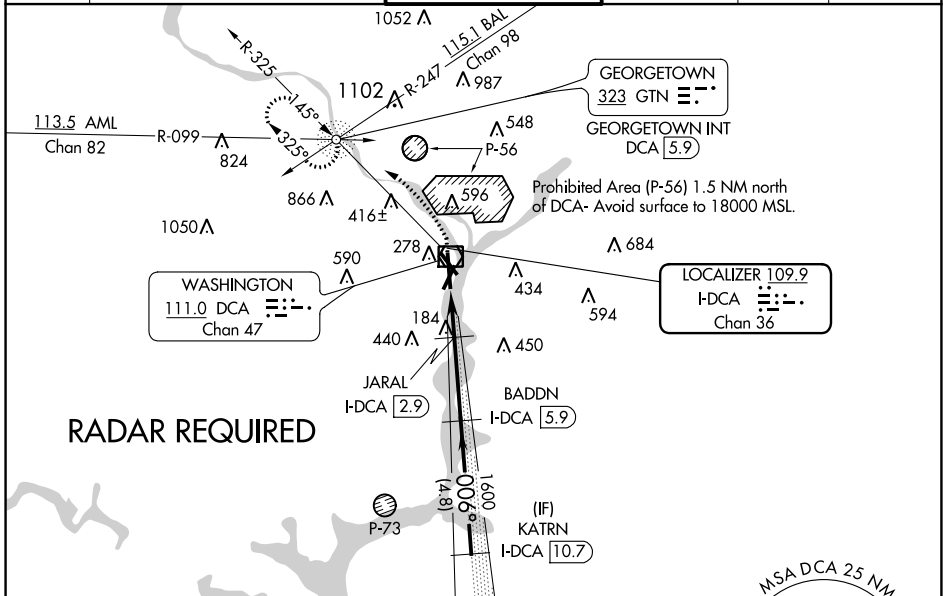 1052
115.1 BAL
Chan 98
R-325
R-247
987
1102
145°
325°
GEORGETOWN
323 GTN
GEORGETOWN INT
DCA 5.9
113.5 AML
Chan 82
R-099
824
548
P-56
866
416±
596
Prohibited Area (P-56) 1.5 NM north
of DCA- Avoid surface to 18000 MSL.
1050
278
590
684
WASHINGTON
111.0 DCA
Chan 47
434
594
LOCALIZER 109.9
I-DCA
Chan 36
184
440
450
JARAL
I-DCA 2.9
BADDN
I-DCA 5.9
RADAR REQUIRED
1600
006°
(4.8)
P-73
(IF)
KATRN
I-DCA 10.7
MSA DCA 25 NM